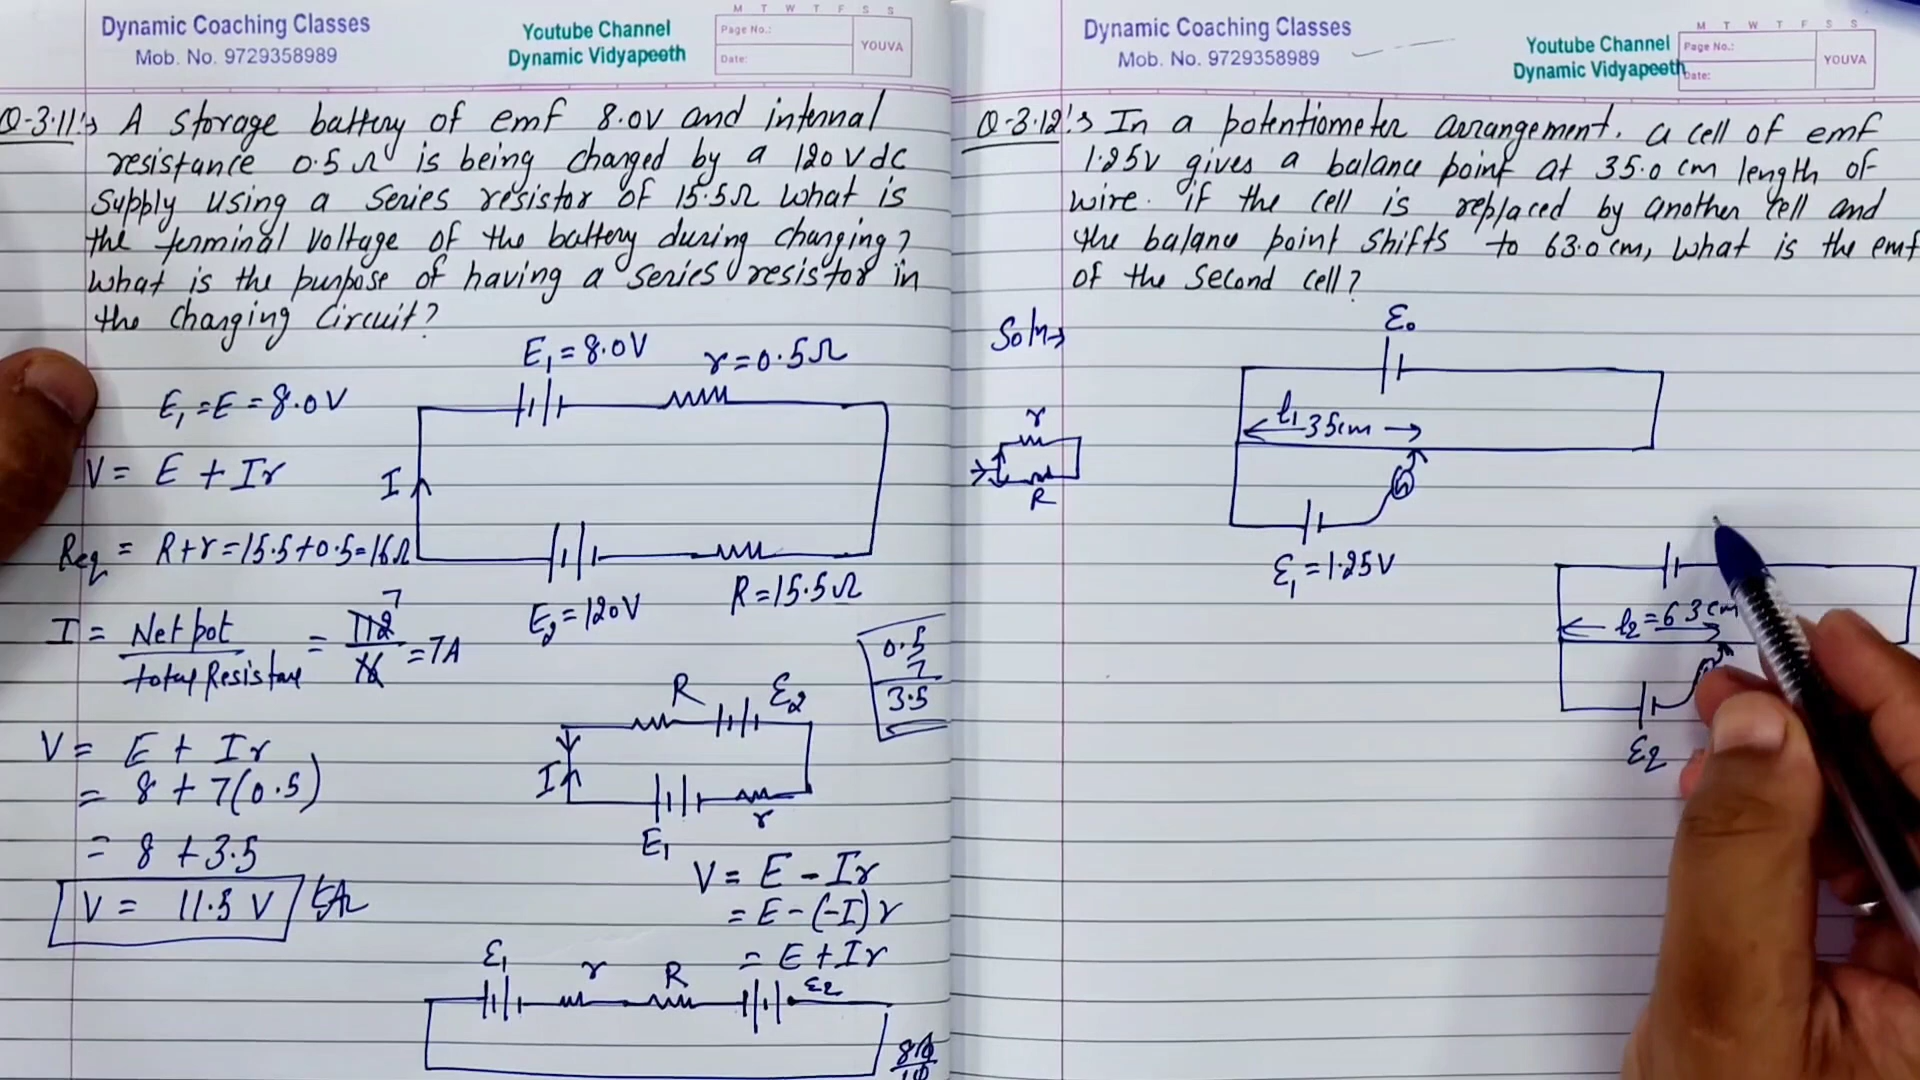 Dynamic Coaching Classes
Mob. No. 9729358989
Youtube Channel
Dynamic Vidyapeeth
M T W T F S S
Page No.:
Date:
YOUVA
Q-3.11:→ A storage battery of emf 8.0V and internal
resistance 0.5 Ω is being charged by a 120 V dc
Supply using a series resistor of 15.5Ω What is
the terminal voltage of the battery during charging?
What is the purpose of having a series resistor in
the charging Circuit?
E₁ = 8.0V
r = 0.5Ω
E₁ = E = 8.0V
V = E + Ir
I
Req = R+r = 15.5+0.5=16Ω
E₂ = 120V
R = 15.5Ω
I = Net pot / total Resistance = 112/16 = 7A
7
0.5
7
3.5
R
ε₂
I
E₁
r
V = E + Ir
= 8 + 7(0.5)
= 8 + 3.5
V = 11.5 V
V = E - Ir
= E - (-I) r
= E + Ir
ε₁
r
R
ε₂
Dynamic Coaching Classes
Mob. No. 9729358989
Youtube Channel
Dynamic Vidyapeeth
M T W T F S S
Page No.:
Date:
YOUVA
Q-3.12:→ In a potentiometer arrangement. a cell of emf
1.25V gives a balance point at 35.0 cm length of
wire. if the cell is replaced by another cell and
the balance point shifts to 63.0 cm, what is the emf
of the second cell?
Soln→
ε₀
l₁ 35cm
r
R
G
ε₁ = 1.25V
l₂ = 63cm
ε₂